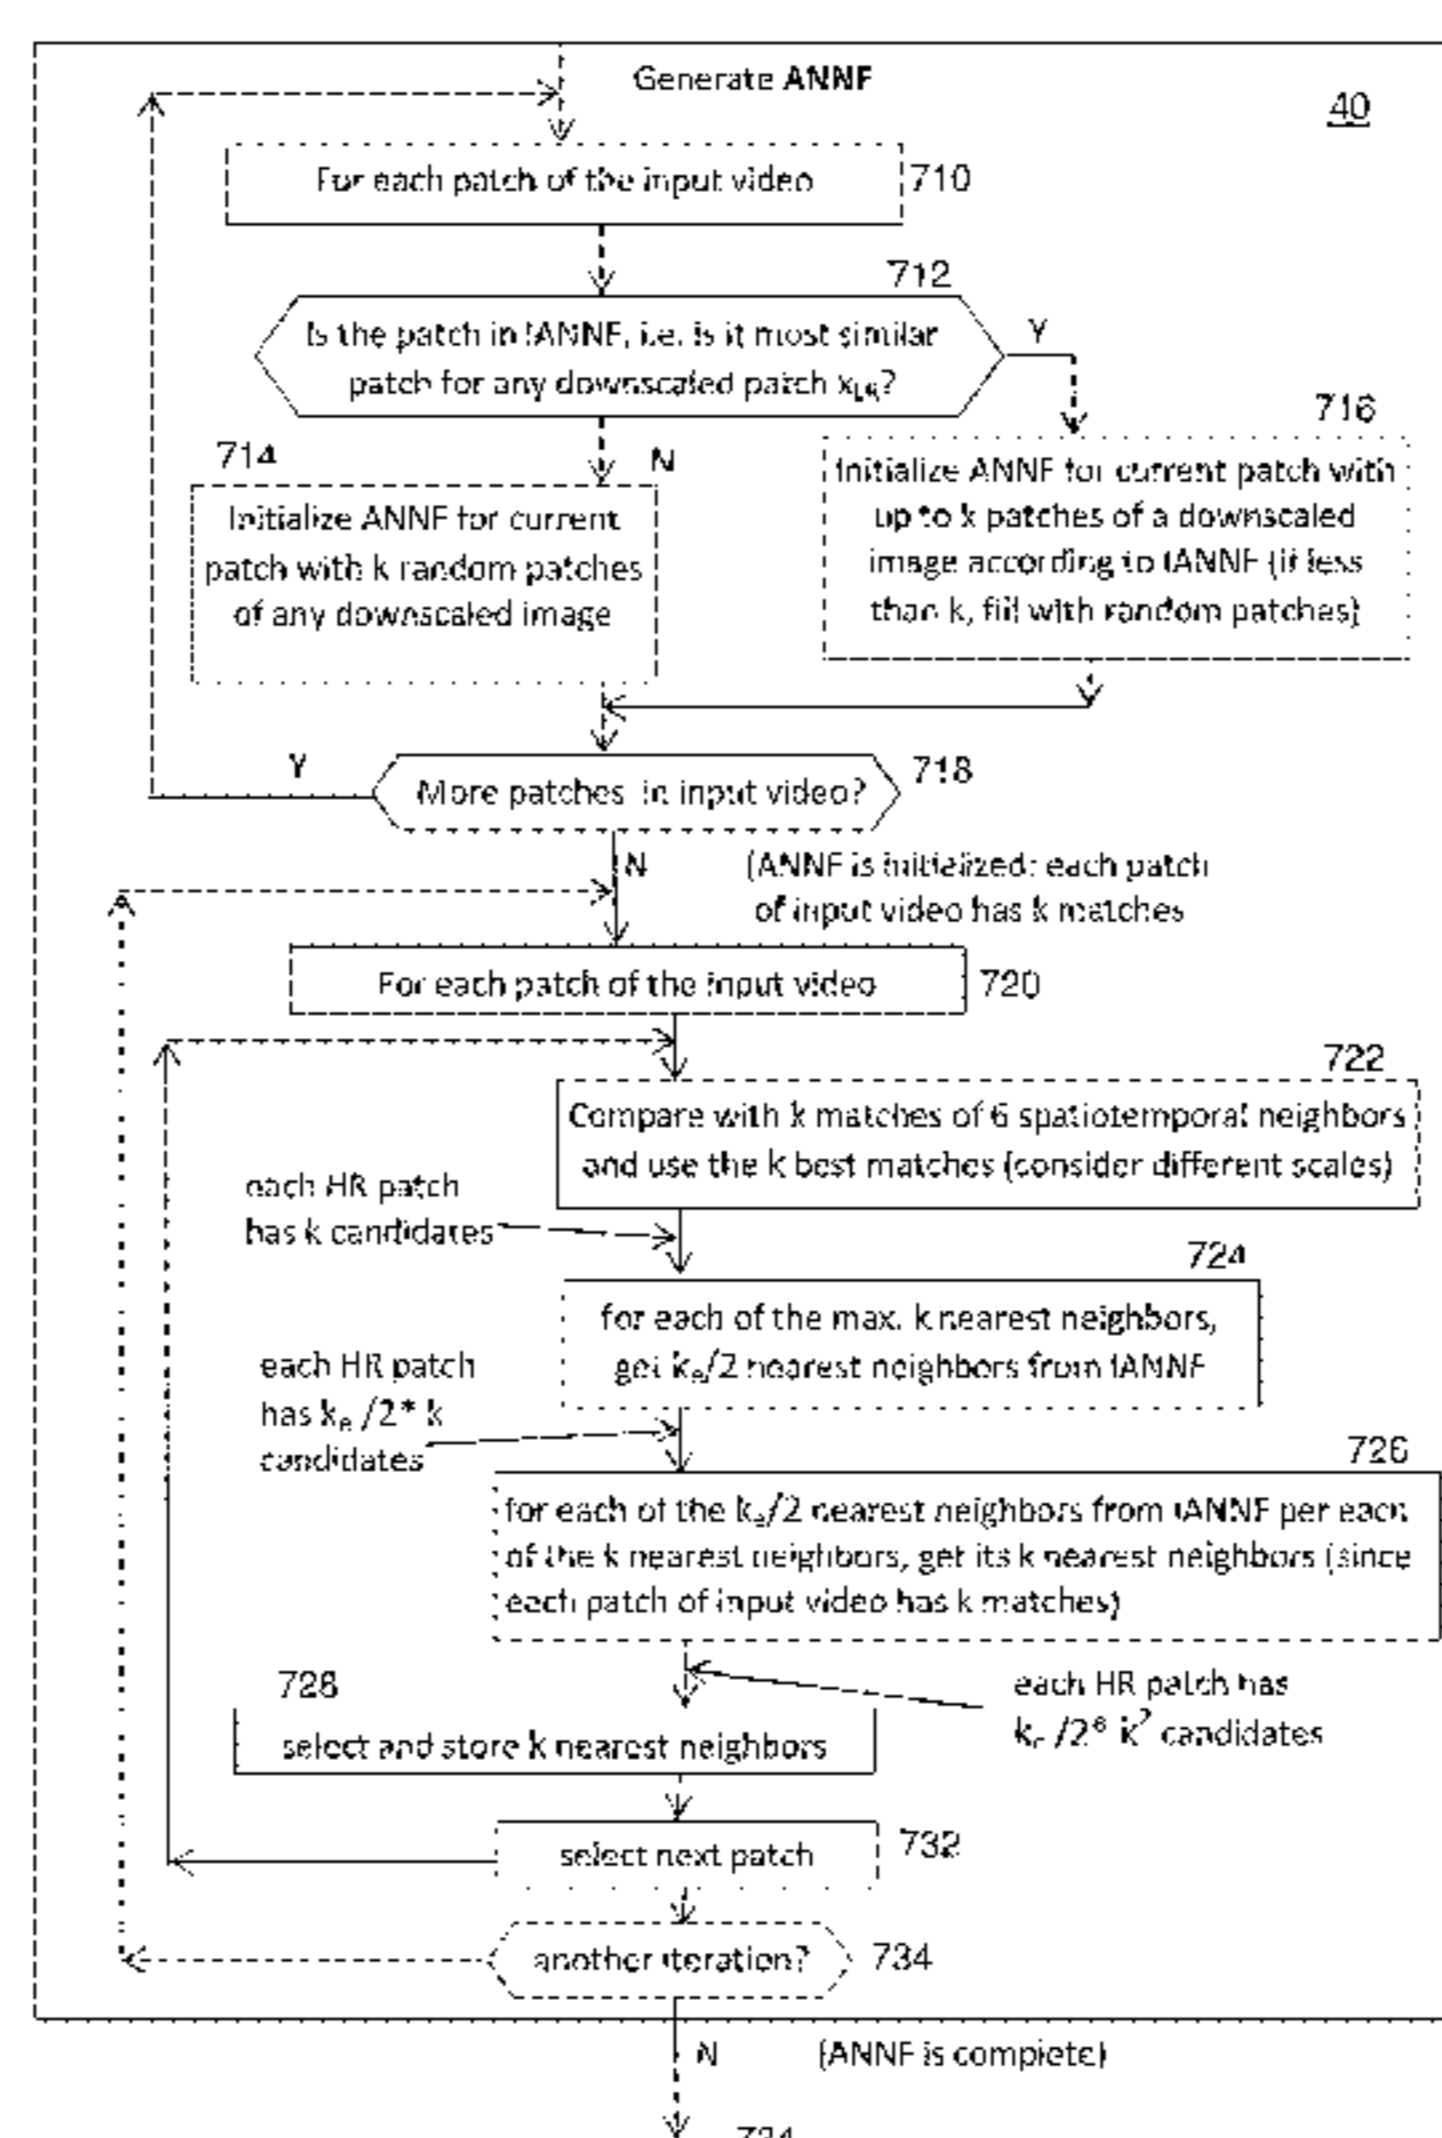 Generate ANNF
40
For each patch of the input video
710
712
Is the patch in IANNF, i.e. is it most similar
patch for any downscaled patch x
Y
716
714
N
Initialize ANNF for current
patch with k random patches
of any downscaled image
Initialize ANNF for current patch with
up to k patches of a downscaled
image according to IANNF (if less
than k, fill with random patches)
Y
718
More patches in input video?
N
(ANNF is initialized: each patch
of input video has k matches
For each patch of the input video
720
722
Compare with k matches of 6 spatiotemporal neighbors
and use the k best matches (consider different scales)
each HR patch
has k candidates
724
for each of the max. k nearest neighbors,
get kₑ/2 nearest neighbors from IANNF
each HR patch
has kₑ /2* k
candidates
726
for each of the kₑ/2 nearest neighbors from IANNF per each
of the k nearest neighbors, get its k nearest neighbors (since
each patch of input video has k matches)
728
each HR patch has
kₑ /2* k² candidates
select and store k nearest neighbors
select next patch
732
another iteration?
734
N
(ANNF is complete)